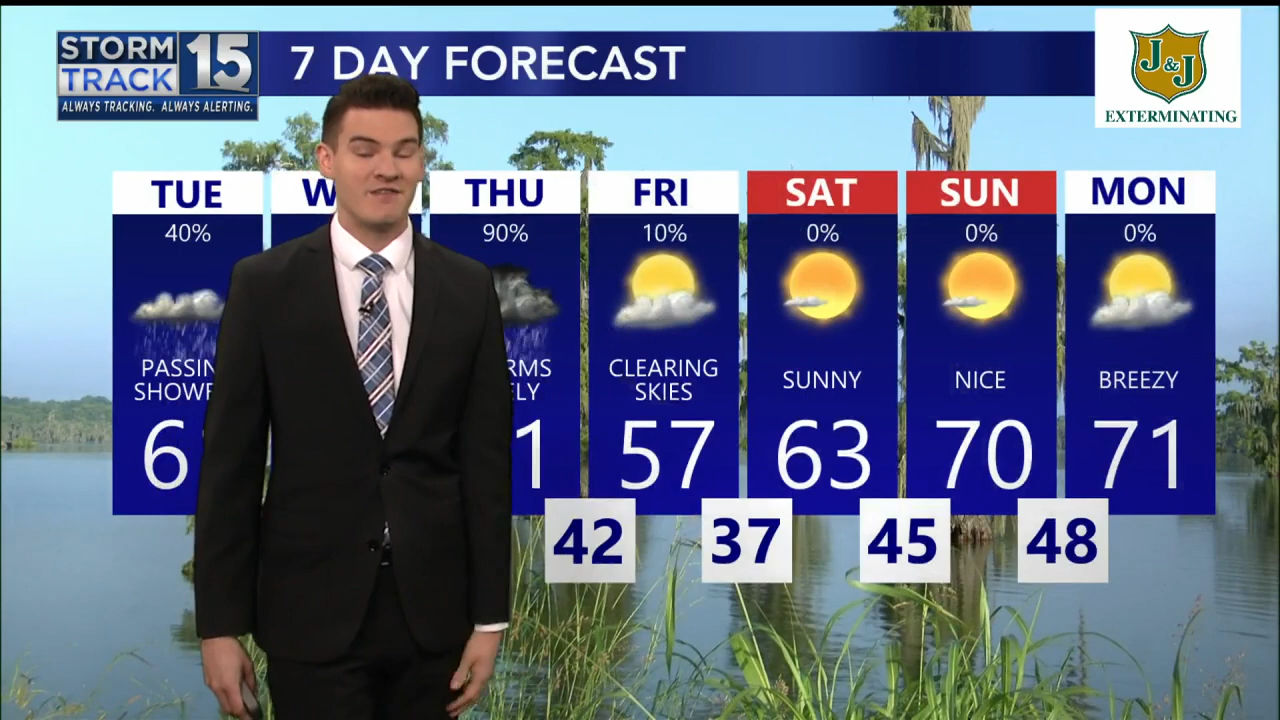 STORM
TRACK
15
ALWAYS TRACKING. ALWAYS ALERTING.
7 DAY FORECAST
J&J
EXTERMINATING
TUE
THU
FRI
SAT
SUN
MON
40%
90%
10%
0%
0%
0%
CLEARING
SKIES
SUNNY
NICE
BREEZY
57
63
70
71
42
37
45
48